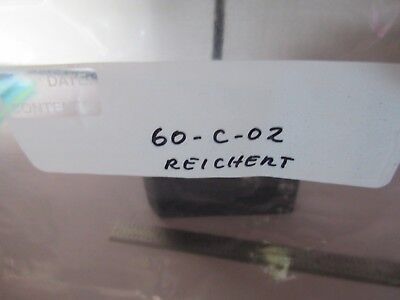 DATE
CONTENT
60-C-02
REICHERT